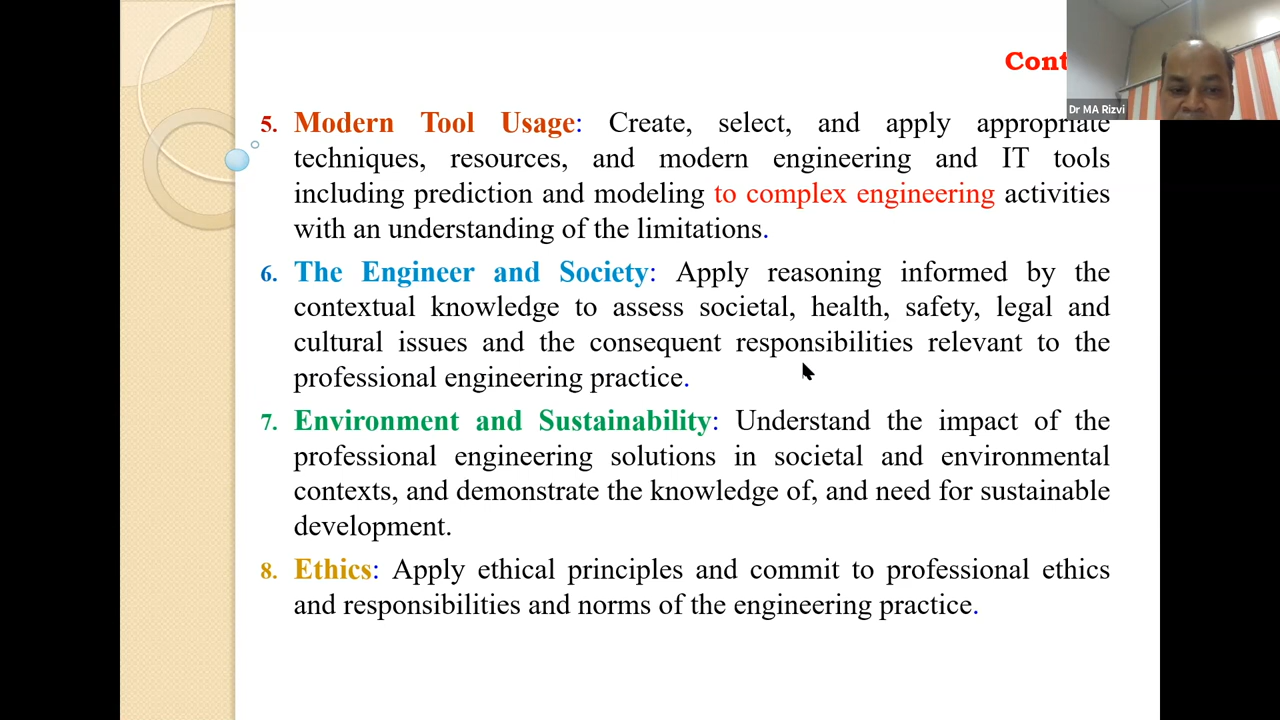 Cont
Dr MA Rizvi
5. Modern Tool Usage: Create, select, and apply appropriate
techniques, resources, and modern engineering and IT tools
including prediction and modeling to complex engineering activities
with an understanding of the limitations.
6. The Engineer and Society: Apply reasoning informed by the
contextual knowledge to assess societal, health, safety, legal and
cultural issues and the consequent responsibilities relevant to the
professional engineering practice.
7. Environment and Sustainability: Understand the impact of the
professional engineering solutions in societal and environmental
contexts, and demonstrate the knowledge of, and need for sustainable
development.
8. Ethics: Apply ethical principles and commit to professional ethics
and responsibilities and norms of the engineering practice.